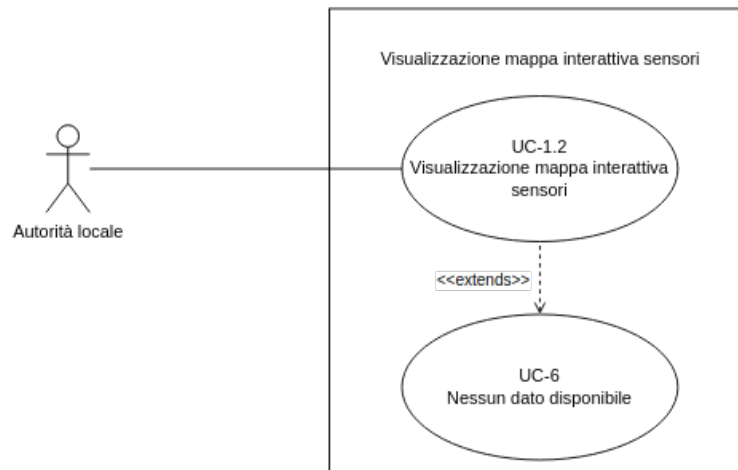 Visualizzazione mappa interattiva sensori
UC-1.2
Visualizzazione mappa interattiva
sensori
Autorità locale
<<extends>>
UC-6
Nessun dato disponibile